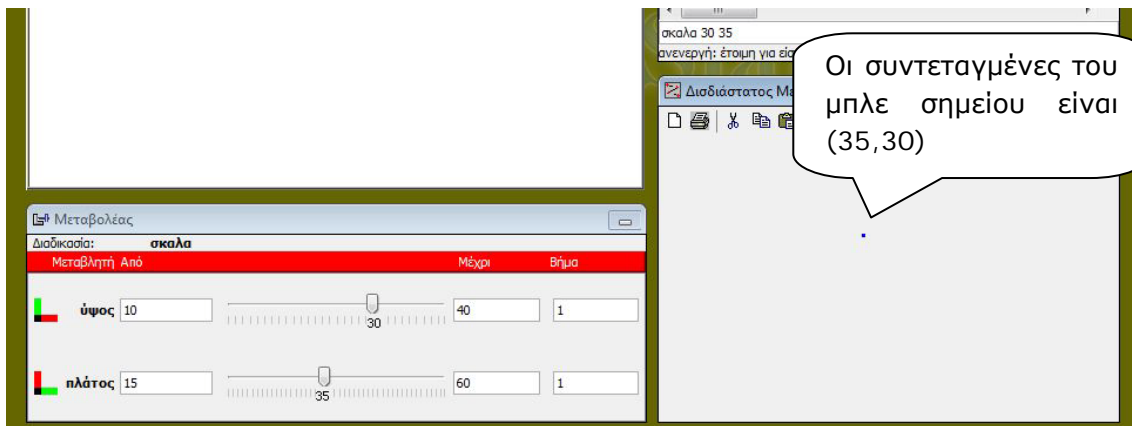 σκαλα 30 35
ανενεργή: έτοιμη για
Οι συντεταγμένες του
μπλε σημείου είναι
(35,30)
Δισδιάστατος
Μεταβολέας
Διαδικασία: σκαλα
Μεταβλητή Από Μέχρι Βήμα
ύψος 10 30 40 1
πλάτος 15 35 60 1